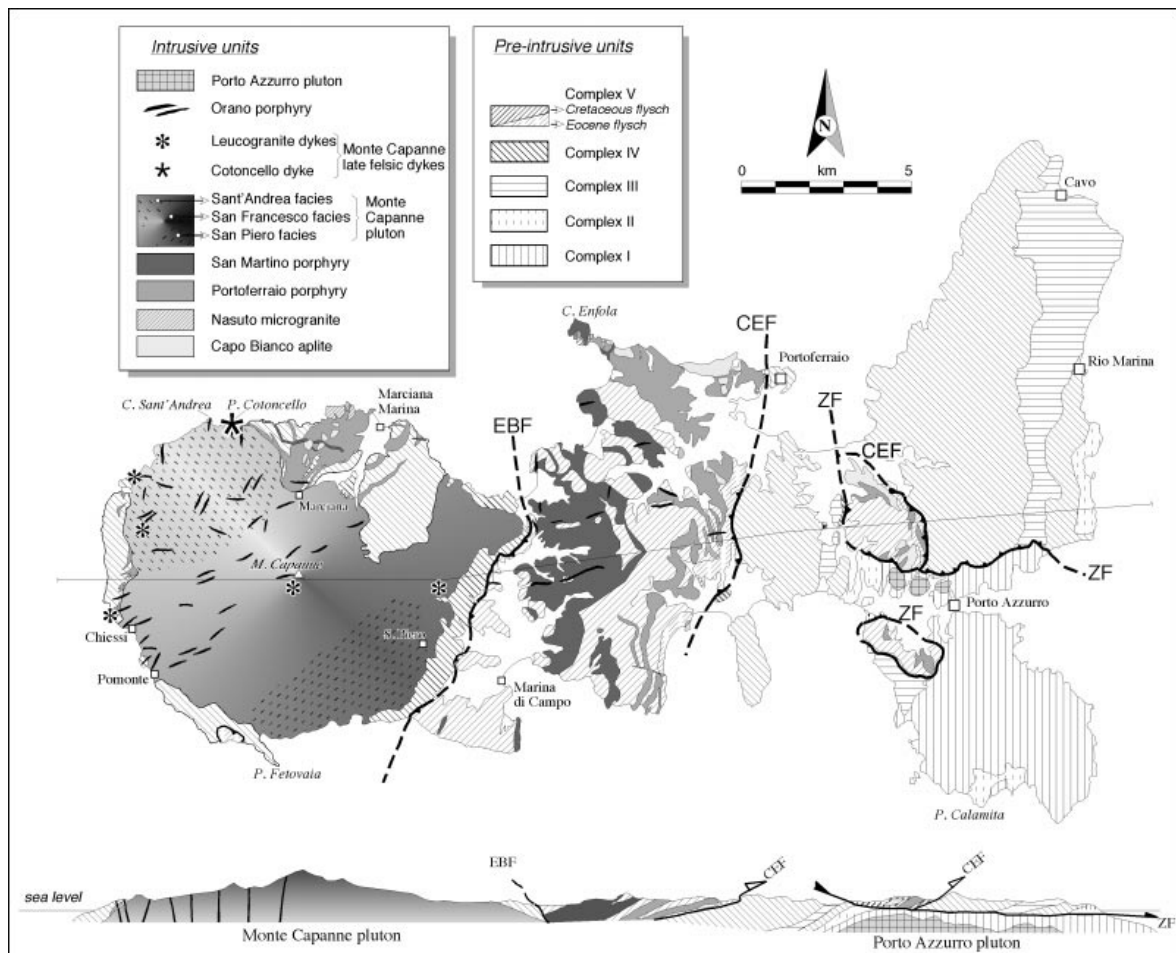 Intrusive units
Porto Azzurro pluton
Orano porphyry
Leucogranite dykes
Cotoncello dyke
Monte Capanne
late felsic dykes
Sant'Andrea facies
San Francesco facies
San Piero facies
Monte
Capanne
pluton
San Martino porphyry
Portoferraio porphyry
Nasuto microgranite
Capo Bianco aplite
Pre-intrusive units
Complex V
Cretaceous flysch
Eocene flysch
Complex IV
Complex III
Complex II
Complex I
N
0 km 5
Cavo
C. Enfola
CEF
Portoferraio
Rio Marina
C. Sant'Andrea
P. Cotoncello
Marciana
Marina
EBF
ZF
CEF
Marciana
M. Capanne
ZF
Porto Azzurro
Chiessi
S. Piero
ZF
Pomonte
Marina
di Campo
P. Fetovaia
P. Calamita
EBF
CEF
CEF
sea level
ZF
Monte Capanne pluton
Porto Azzurro pluton